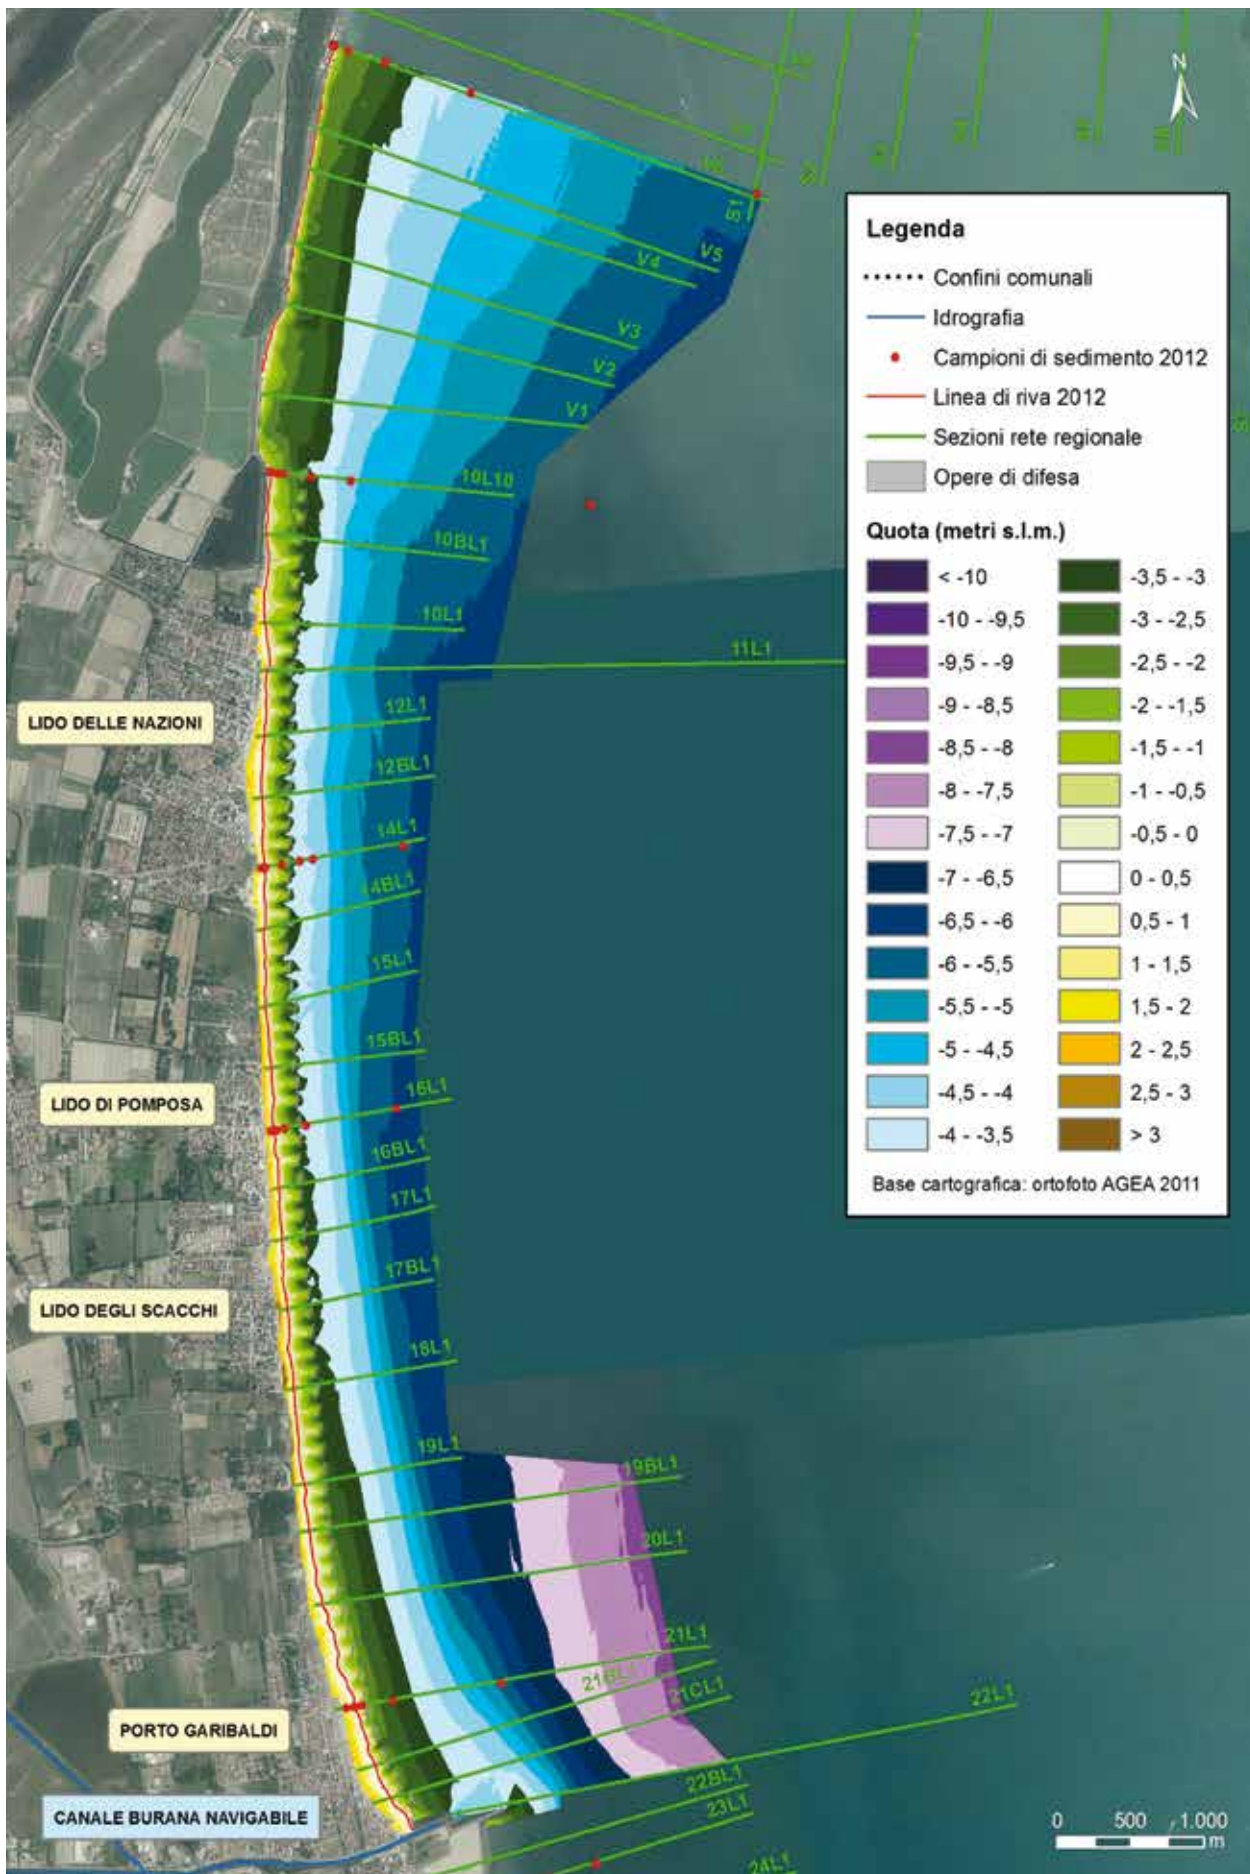 N
S1
V5
V4
V3
V2
V1
10L10
10BL1
10L1
11L1
12L1
12BL1
14L1
14BL1
15L1
15BL1
16L1
16BL1
17L1
17BL1
18L1
19L1
19BL1
20L1
21L1
21CL1
22L1
22BL1
23L1
24L1
LIDO DELLE NAZIONI
LIDO DI POMPOSA
LIDO DEGLI SCACCHI
PORTO GARIBALDI
CANALE BURANA NAVIGABILE
Legenda
Confini comunali
Idrografia
Campioni di sedimento 2012
Linea di riva 2012
Sezioni rete regionale
Opere di difesa
Quota (metri s.l.m.)
< -10
-10 - -9,5
-9,5 - -9
-9 - -8,5
-8,5 - -8
-8 - -7,5
-7,5 - -7
-7 - -6,5
-6,5 - -6
-6 - -5,5
-5,5 - -5
-5 - -4,5
-4,5 - -4
-4 - -3,5
-3,5 - -3
-3 - -2,5
-2,5 - -2
-2 - -1,5
-1,5 - -1
-1 - -0,5
-0,5 - 0
0 - 0,5
0,5 - 1
1 - 1,5
1,5 - 2
2 - 2,5
2,5 - 3
> 3
Base cartografica: ortofoto AGEA 2011
0 500 1.000
m